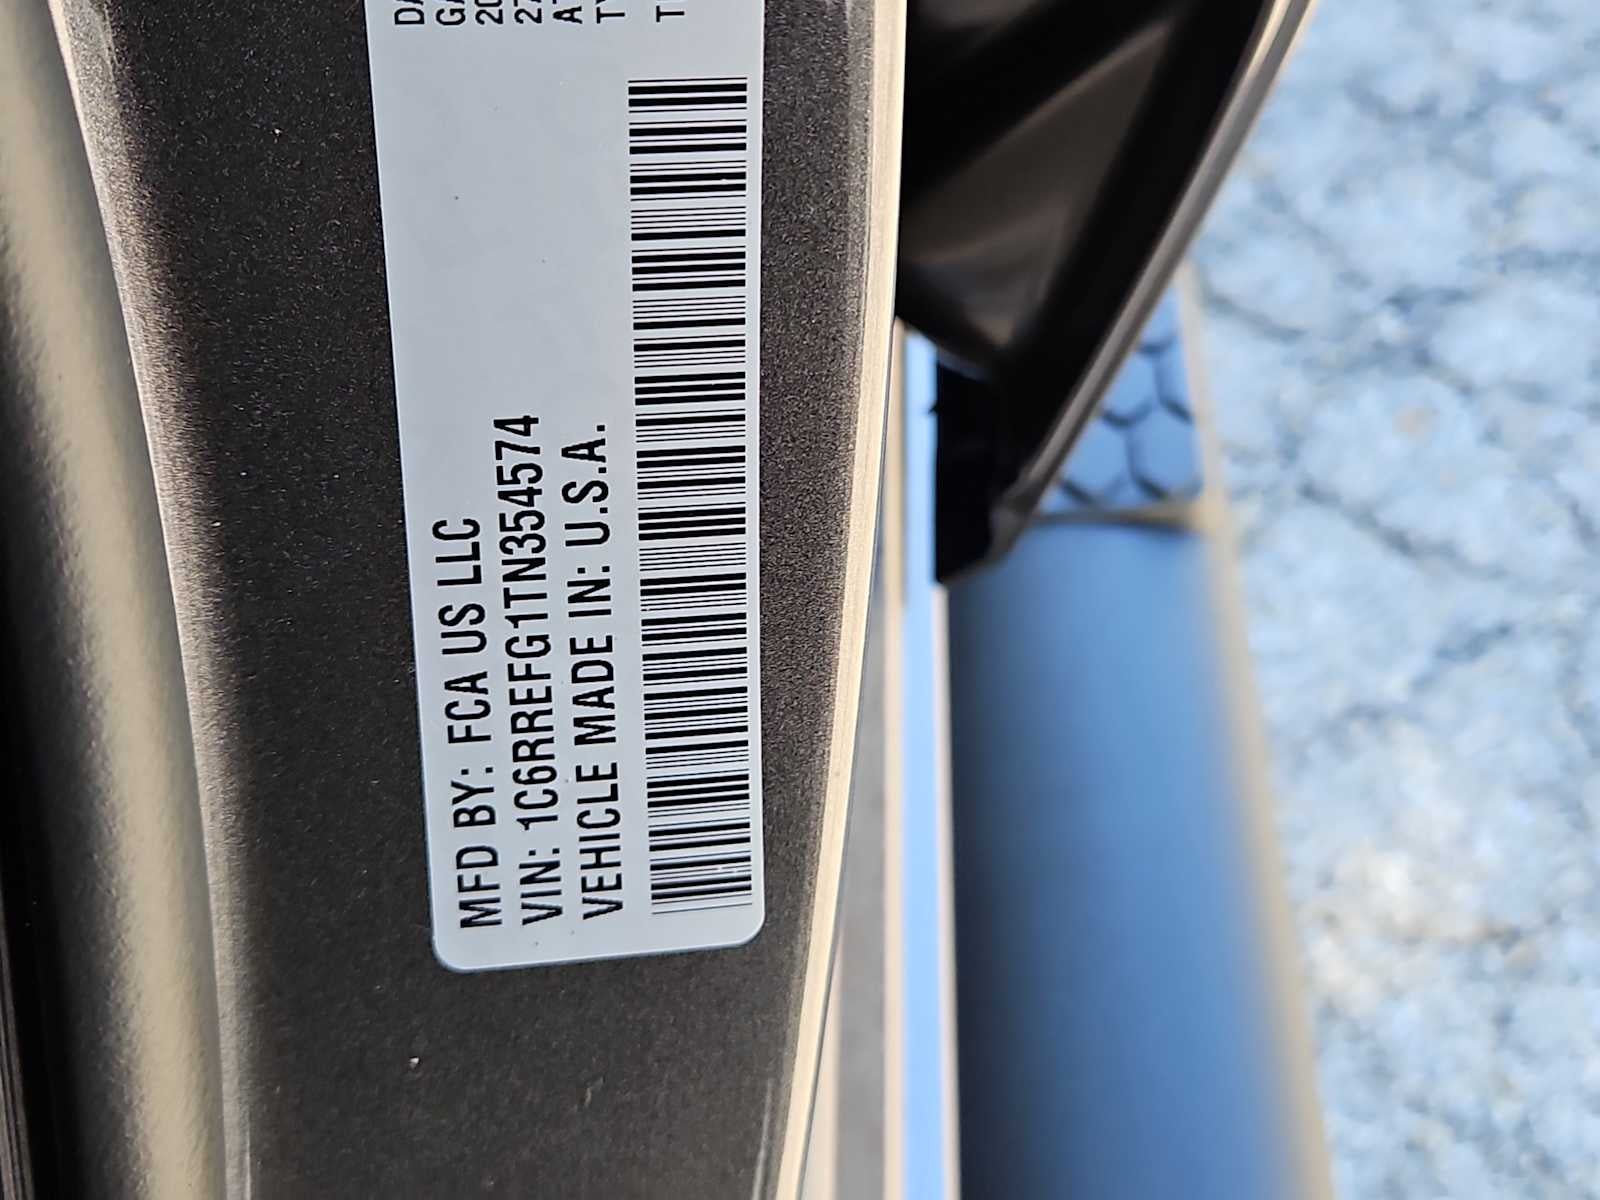 MFD BY: FCA US LLC
VIN: 1C6RREFG1TN354574
VEHICLE MADE IN: U.S.A.